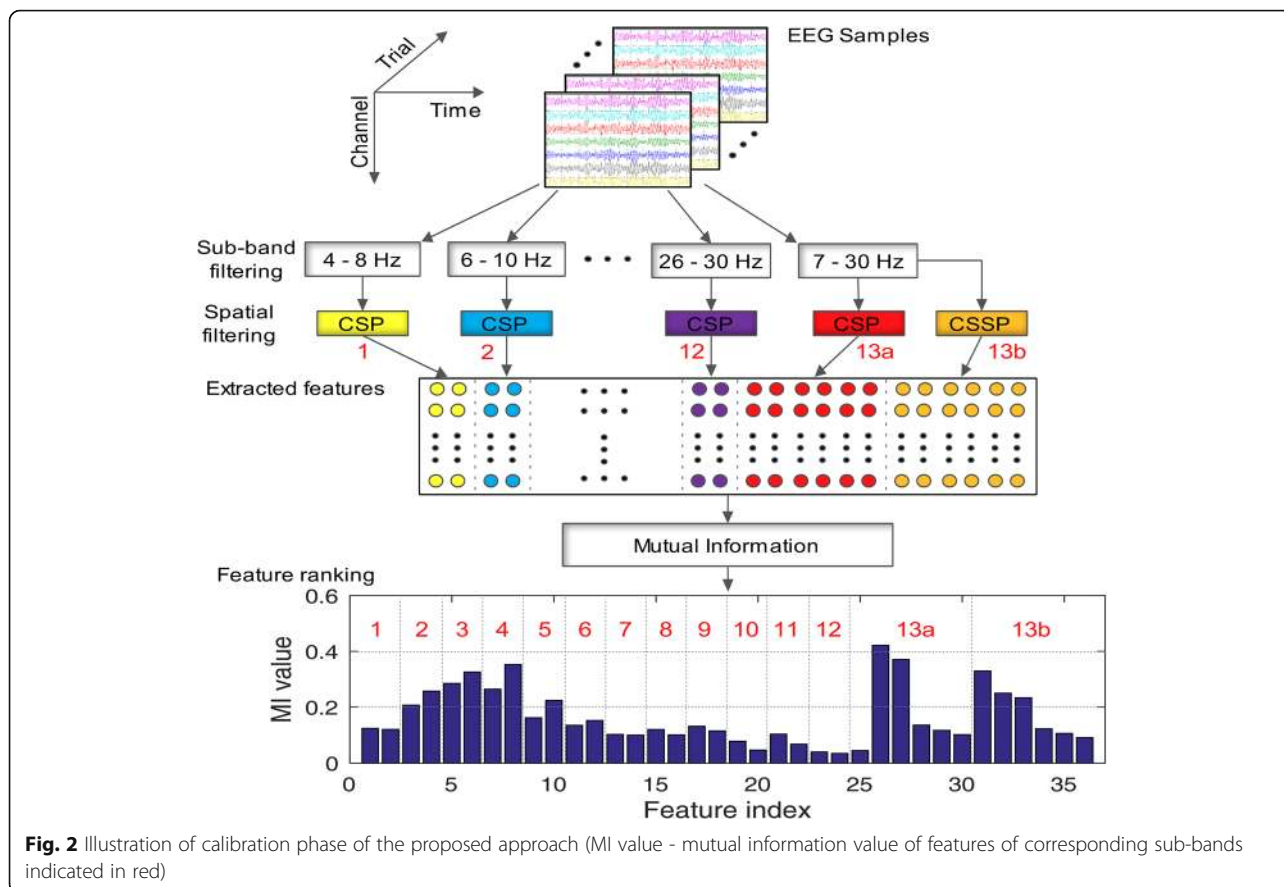 EEG Samples
Trial
Time
Channel
Sub-band
filtering
4 - 8 Hz
6 - 10 Hz
26 - 30 Hz
7 - 30 Hz
Spatial
filtering
CSP
CSP
CSP
CSP
CSSP
1
2
12
13a
13b
Extracted features
Mutual Information
Feature ranking
0.6
0.4
0.2
0
MI value
1
2
3
4
5
6
7
8
9
10
11
12
13a
13b
0
5
10
15
20
25
30
35
Feature index
Fig. 2 Illustration of calibration phase of the proposed approach (MI value - mutual information value of features of corresponding sub-bands
indicated in red)